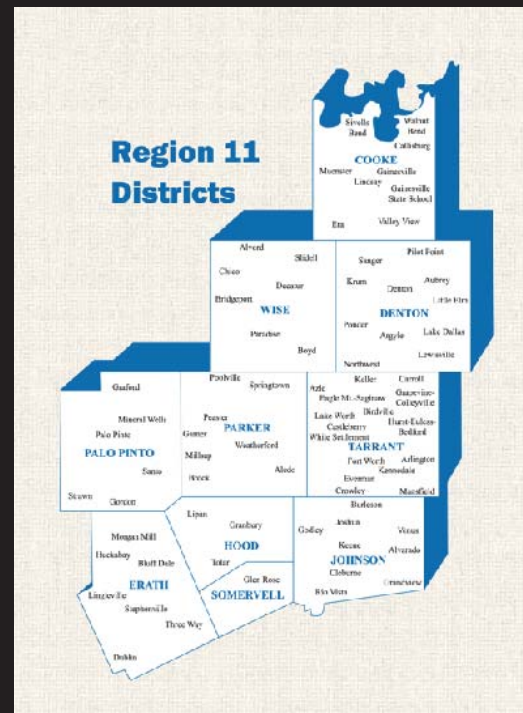 Region 11
Districts
Sivells
Bend
Walnut
Bend
Callisburg
COOKE
Muenster
Gainesville
Lindsay
Gainesville
State School
Era
Valley View
Alvord
Slidell
Chico
Decatur
Bridgeport
WISE
Paradise
Boyd
Pilot Point
Sanger
Krum
Aubrey
Denton
Little Elm
DENTON
Ponder
Argyle
Lake Dallas
Lewisville
Northwest
Graford
Mineral Wells
Palo Pinto
PALO PINTO
Santo
Strawn
Gordon
Poolville
Springtown
Peaster
PARKER
Garner
Weatherford
Millsap
Aledo
Brock
Keller
Carroll
Azle
Eagle Mt.-Saginaw
Grapevine-
Colleyville
Lake Worth
Birdville
Castleberry
Hurst-Euless-
Bedford
White Settlement
TARRANT
Fort Worth
Arlington
Kennedale
Everman
Crowley
Mansfield
Morgan Mill
Huckabay
Bluff Dale
ERATH
Lingleville
Stephenville
Three Way
Dublin
Lipan
Granbury
HOOD
Tolar
Glen Rose
SOMERVELL
Burleson
Joshua
Godley
Venus
Keene
Alvarado
JOHNSON
Cleburne
Grandview
Rio Vista